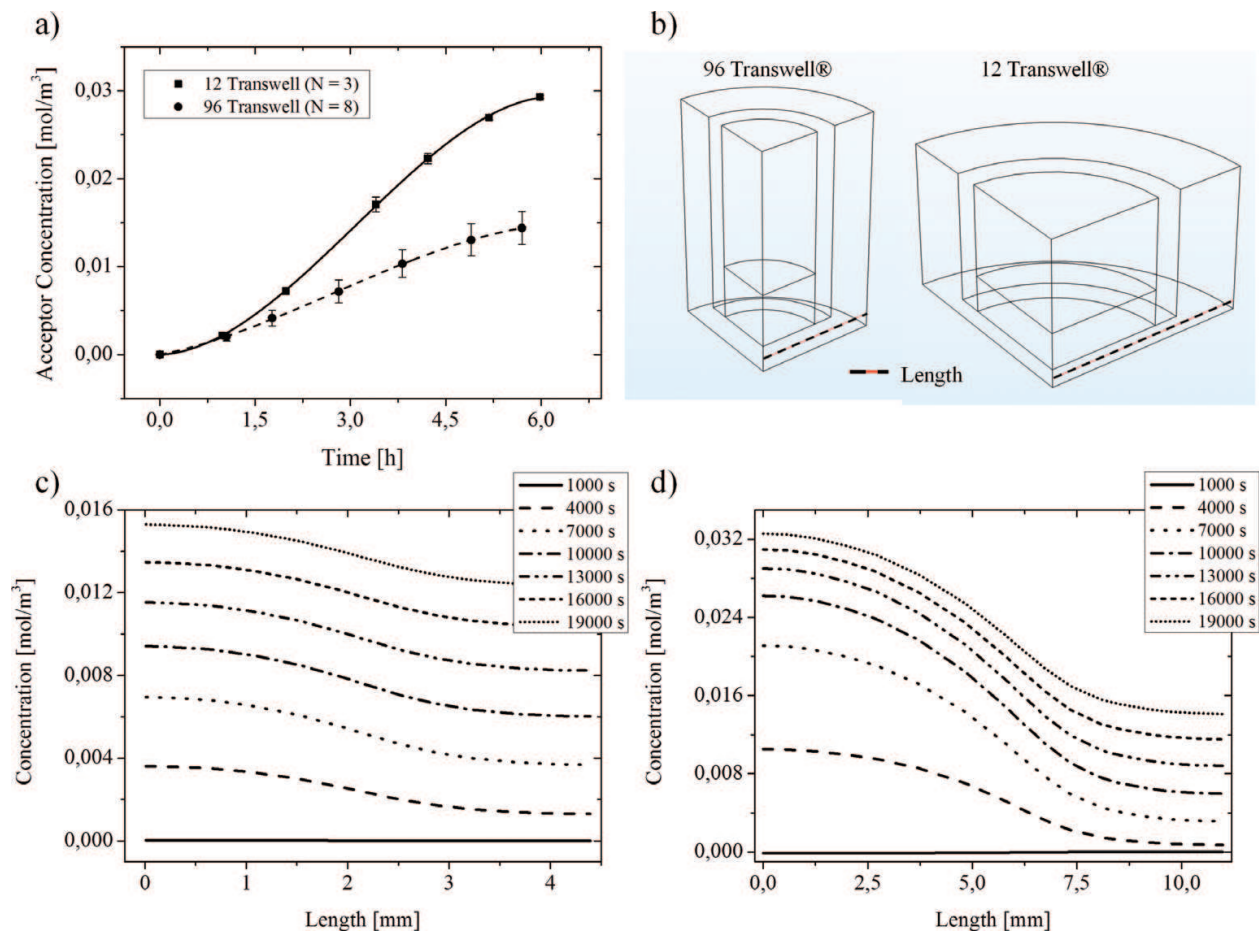 a)
Acceptor Concentration [mol/m³]
0,03
0,02
0,01
0,00
12 Transwell (N = 3)
96 Transwell (N = 8)
0,0
1,5
3,0
4,5
6,0
Time [h]
b)
96 Transwell®
12 Transwell®
Length
c)
Concentration [mol/m³]
0,016
0,012
0,008
0,004
0,000
1000 s
4000 s
7000 s
10000 s
13000 s
16000 s
19000 s
0
1
2
3
4
Length [mm]
d)
Concentration [mol/m³]
0,032
0,024
0,016
0,008
0,000
1000 s
4000 s
7000 s
10000 s
13000 s
16000 s
19000 s
0,0
2,5
5,0
7,5
10,0
Length [mm]